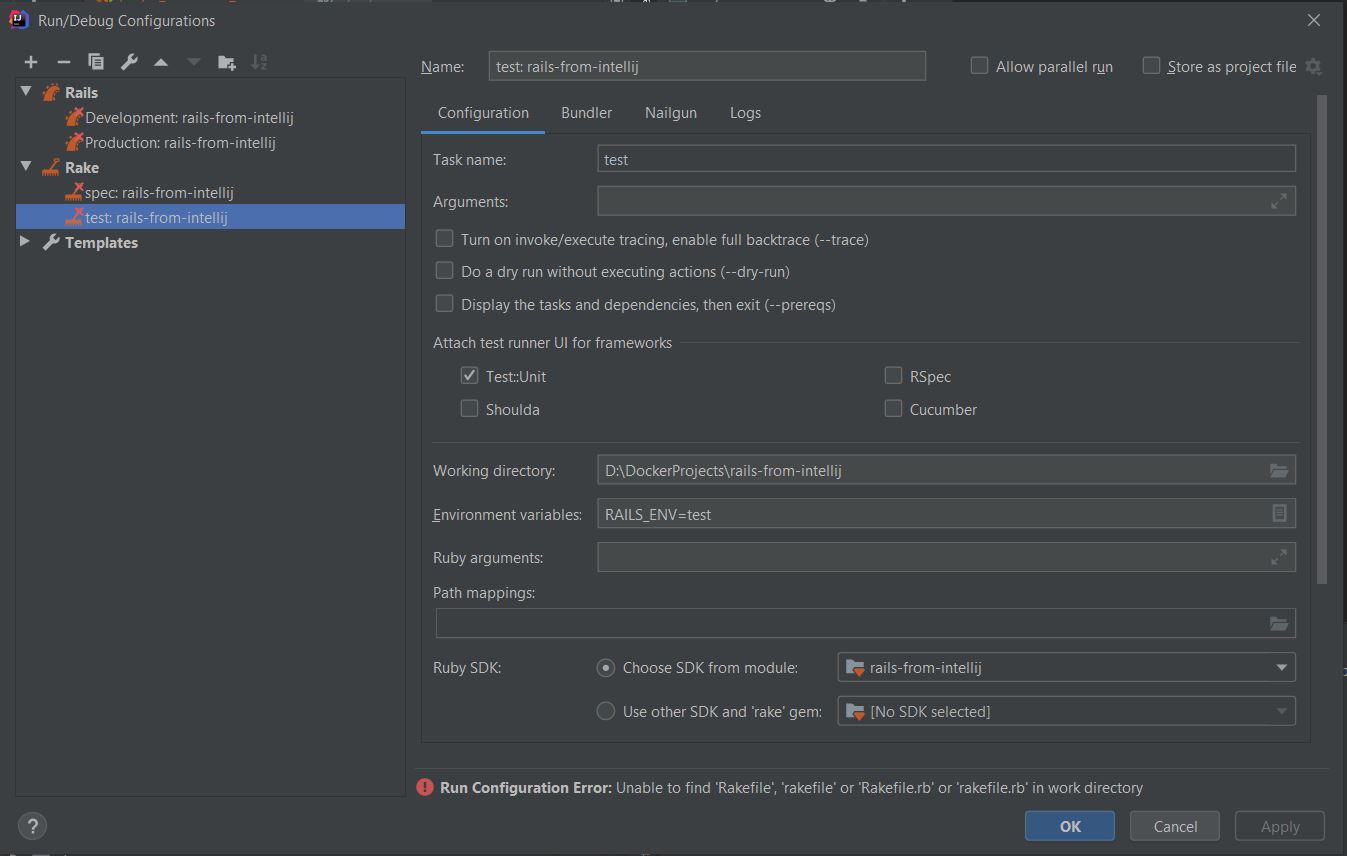 Run/Debug Configurations
Name: test: rails-from-intellij
Allow parallel run
Store as project file
Rails
Development: rails-from-intellij
Production: rails-from-intellij
Rake
spec: rails-from-intellij
test: rails-from-intellij
Templates
Configuration Bundler Nailgun Logs
Task name: test
Arguments:
Turn on invoke/execute tracing, enable full backtrace (--trace)
Do a dry run without executing actions (--dry-run)
Display the tasks and dependencies, then exit (--prereqs)
Attach test runner UI for frameworks
Test::Unit RSpec
Shoulda Cucumber
Working directory: D:\DockerProjects\rails-from-intellij
Environment variables: RAILS_ENV=test
Ruby arguments:
Path mappings:
Ruby SDK: Choose SDK from module: rails-from-intellij
Use other SDK and 'rake' gem: [No SDK selected]
Run Configuration Error: Unable to find 'Rakefile', 'rakefile' or 'Rakefile.rb' or 'rakefile.rb' in work directory
? OK Cancel Apply